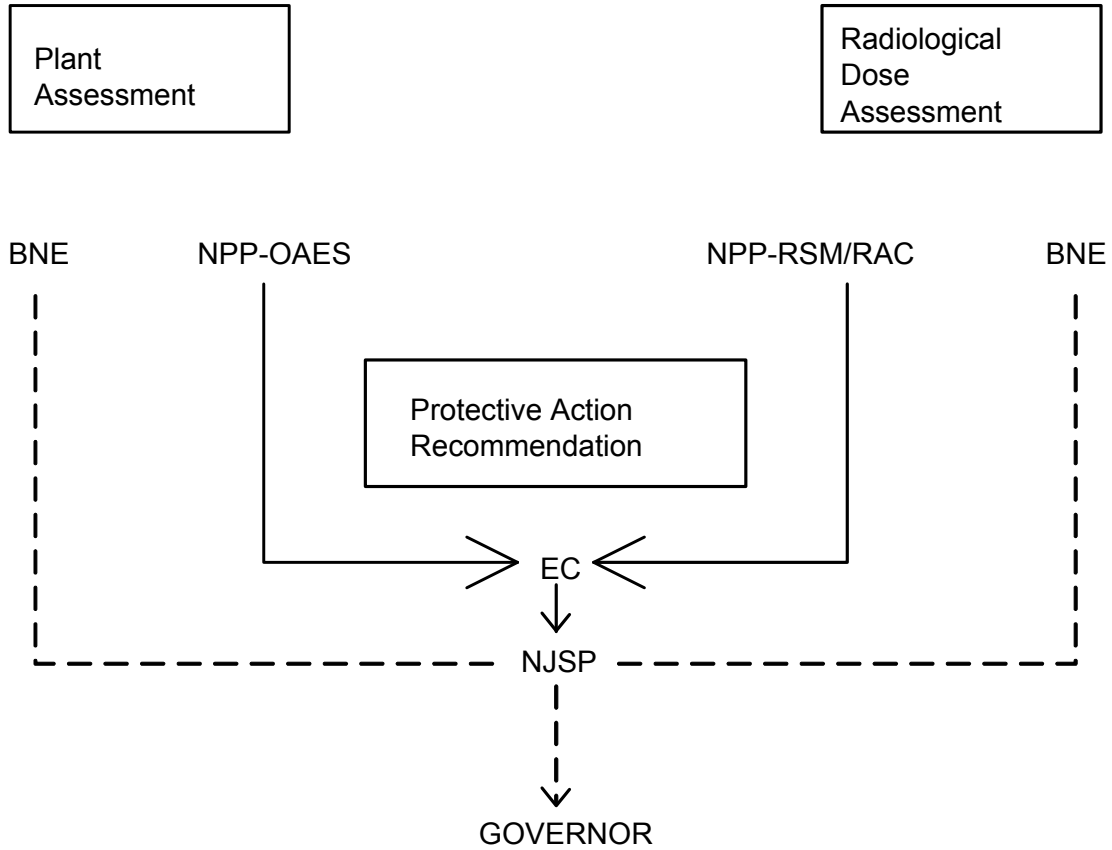 Plant
Assessment
Radiological
Dose
Assessment
BNE
NPP-OAES
NPP-RSM/RAC
BNE
Protective Action
Recommendation
EC
NJSP
GOVERNOR